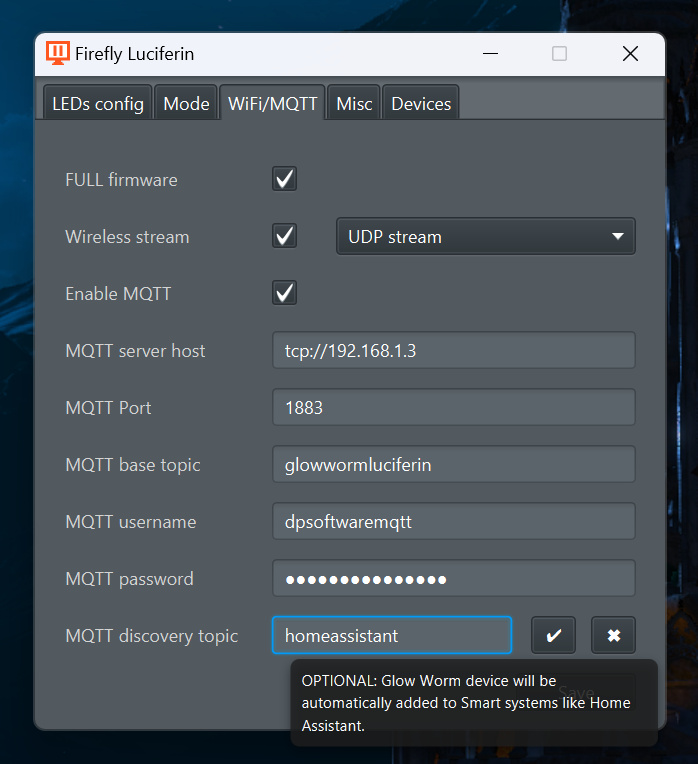 Firefly Luciferin
LEDs config Mode WiFi/MQTT Misc Devices
FULL firmware
Wireless stream UDP stream
Enable MQTT
MQTT server host tcp://192.168.1.3
MQTT Port 1883
MQTT base topic glowwormluciferin
MQTT username dpsoftwaremqtt
MQTT password ●●●●●●●●●●●●●●●
MQTT discovery topic homeassistant
OPTIONAL: Glow Worm device will be
Save
automatically added to Smart systems like Home
Assistant.